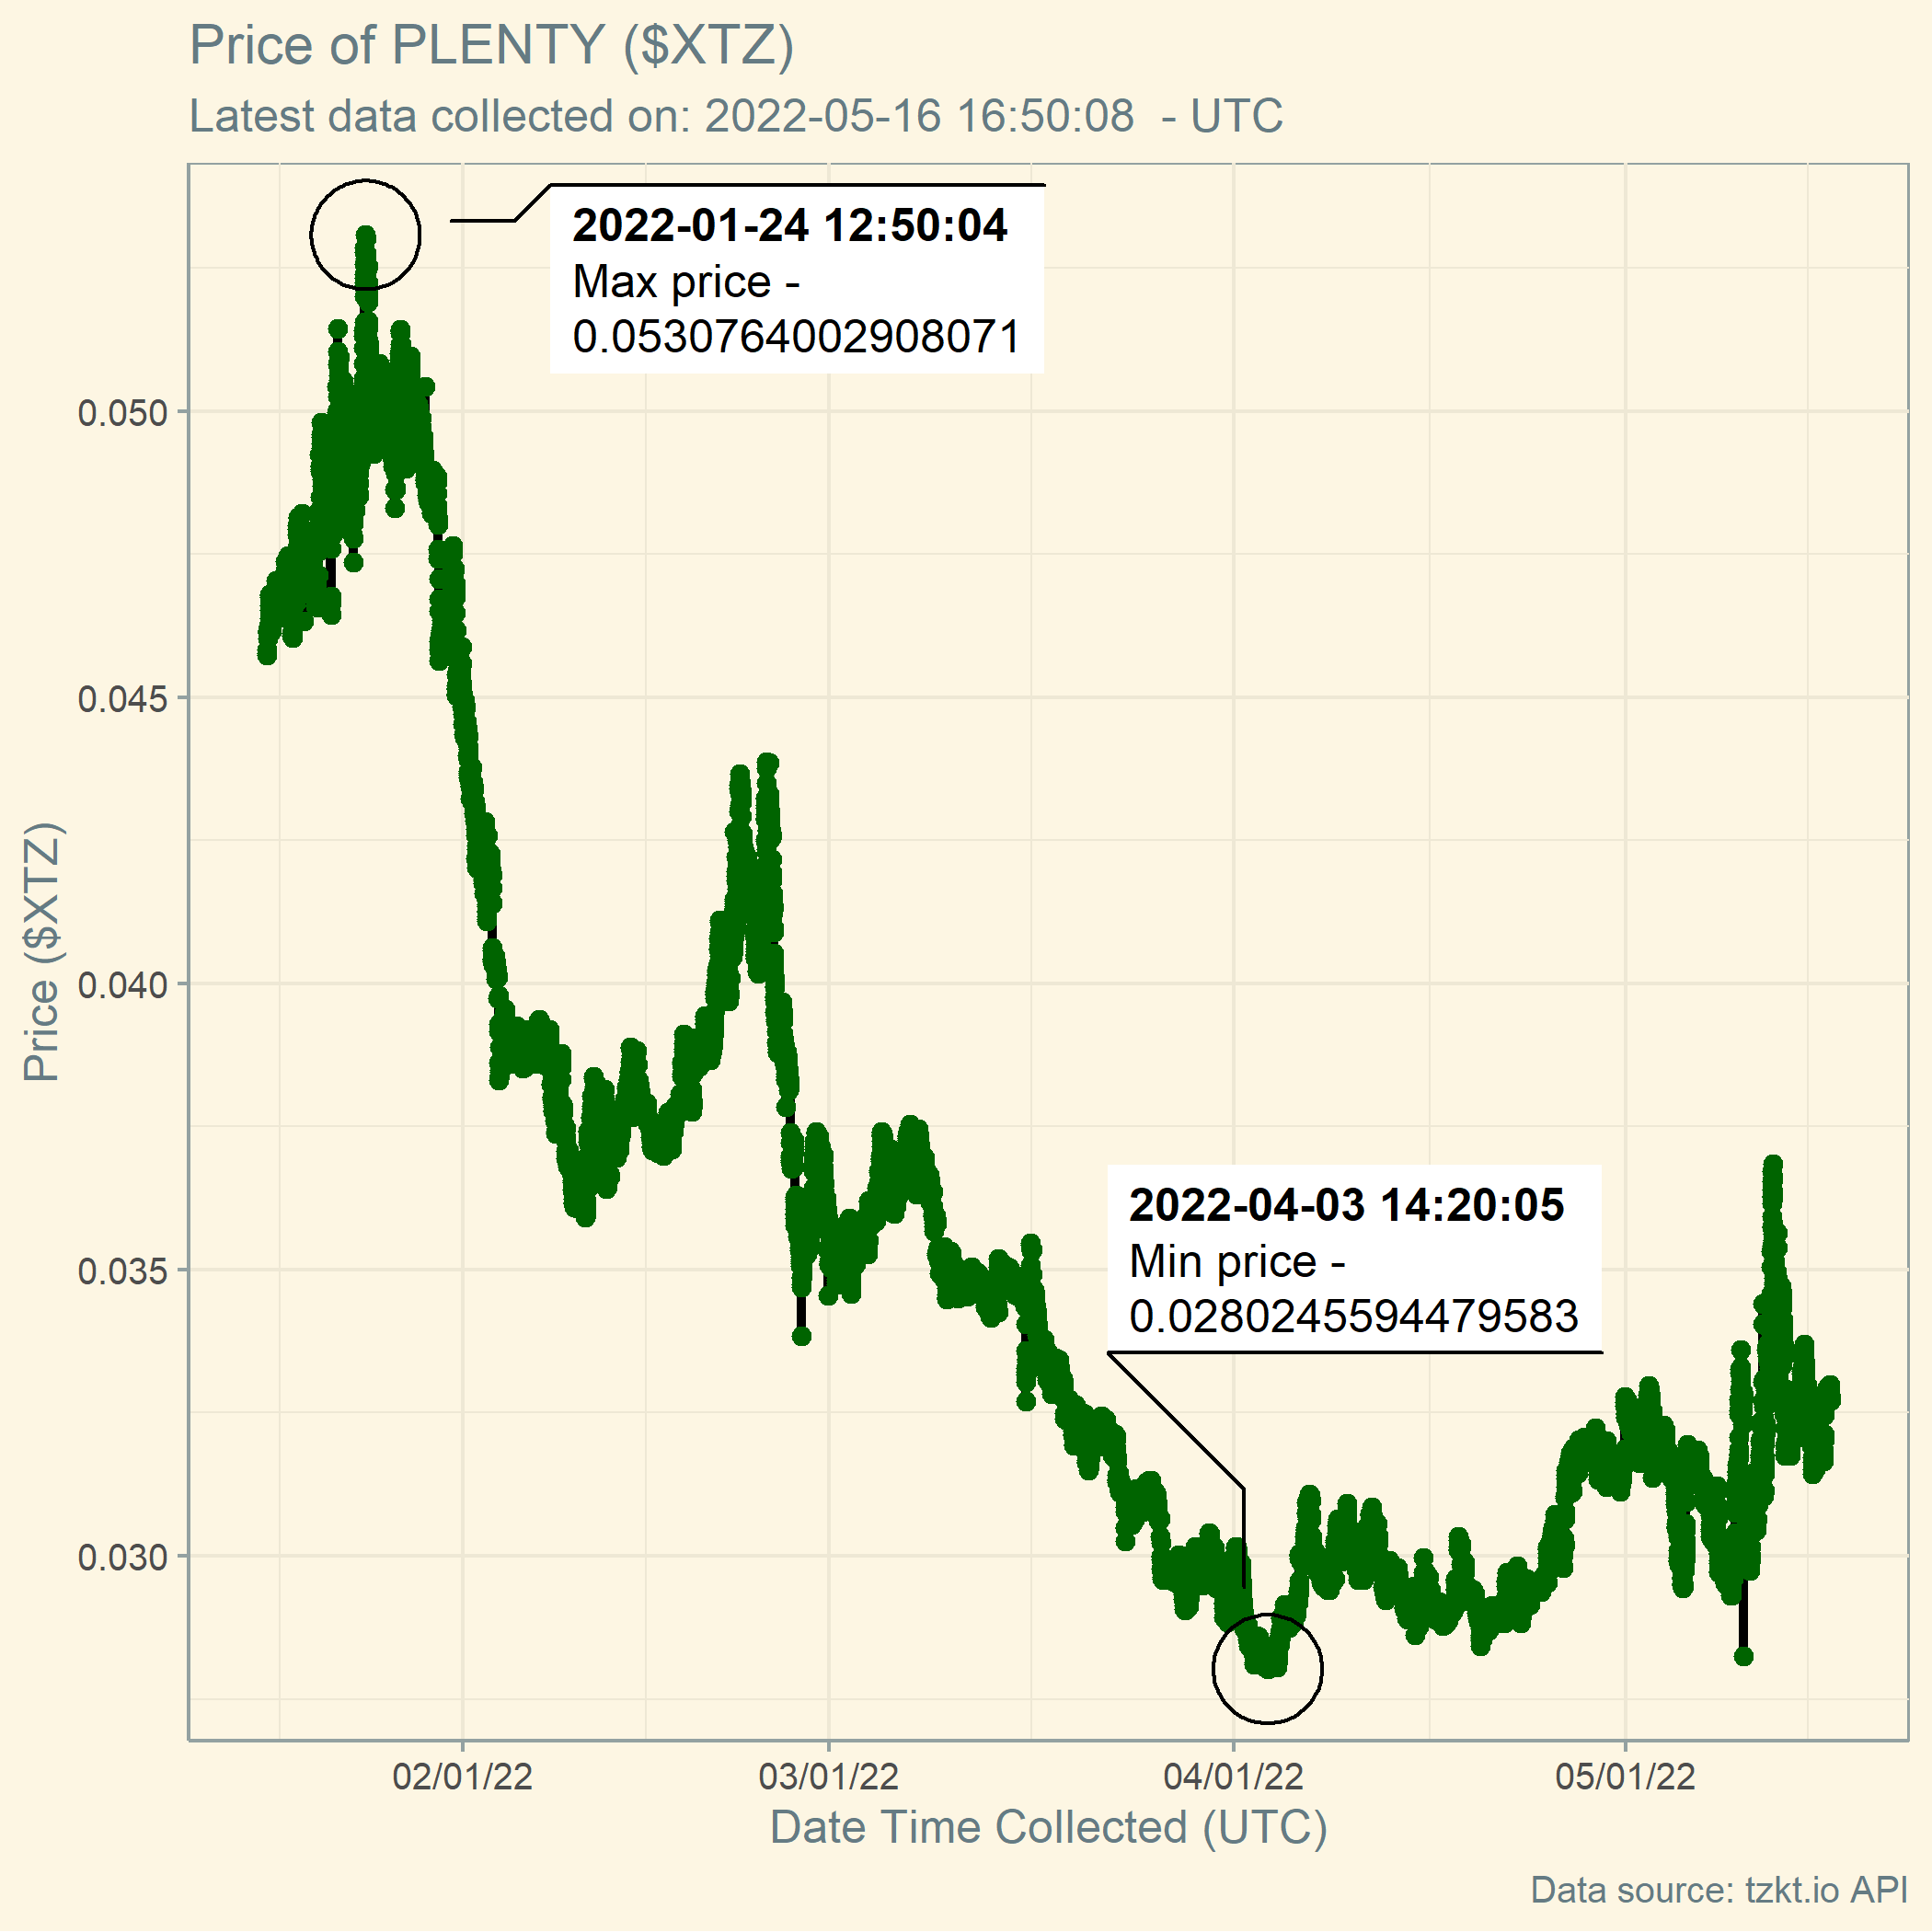 Price of PLENTY ($XTZ)
Latest data collected on: 2022-05-16 16:50:08  - UTC
2022-01-24 12:50:04
Max price -
0.0530764002908071
0.050
0.045
0.040
0.035
0.030
Price ($XTZ)
2022-04-03 14:20:05
Min price -
0.0280245594479583
02/01/22
03/01/22
04/01/22
05/01/22
Date Time Collected (UTC)
Data source: tzkt.io API